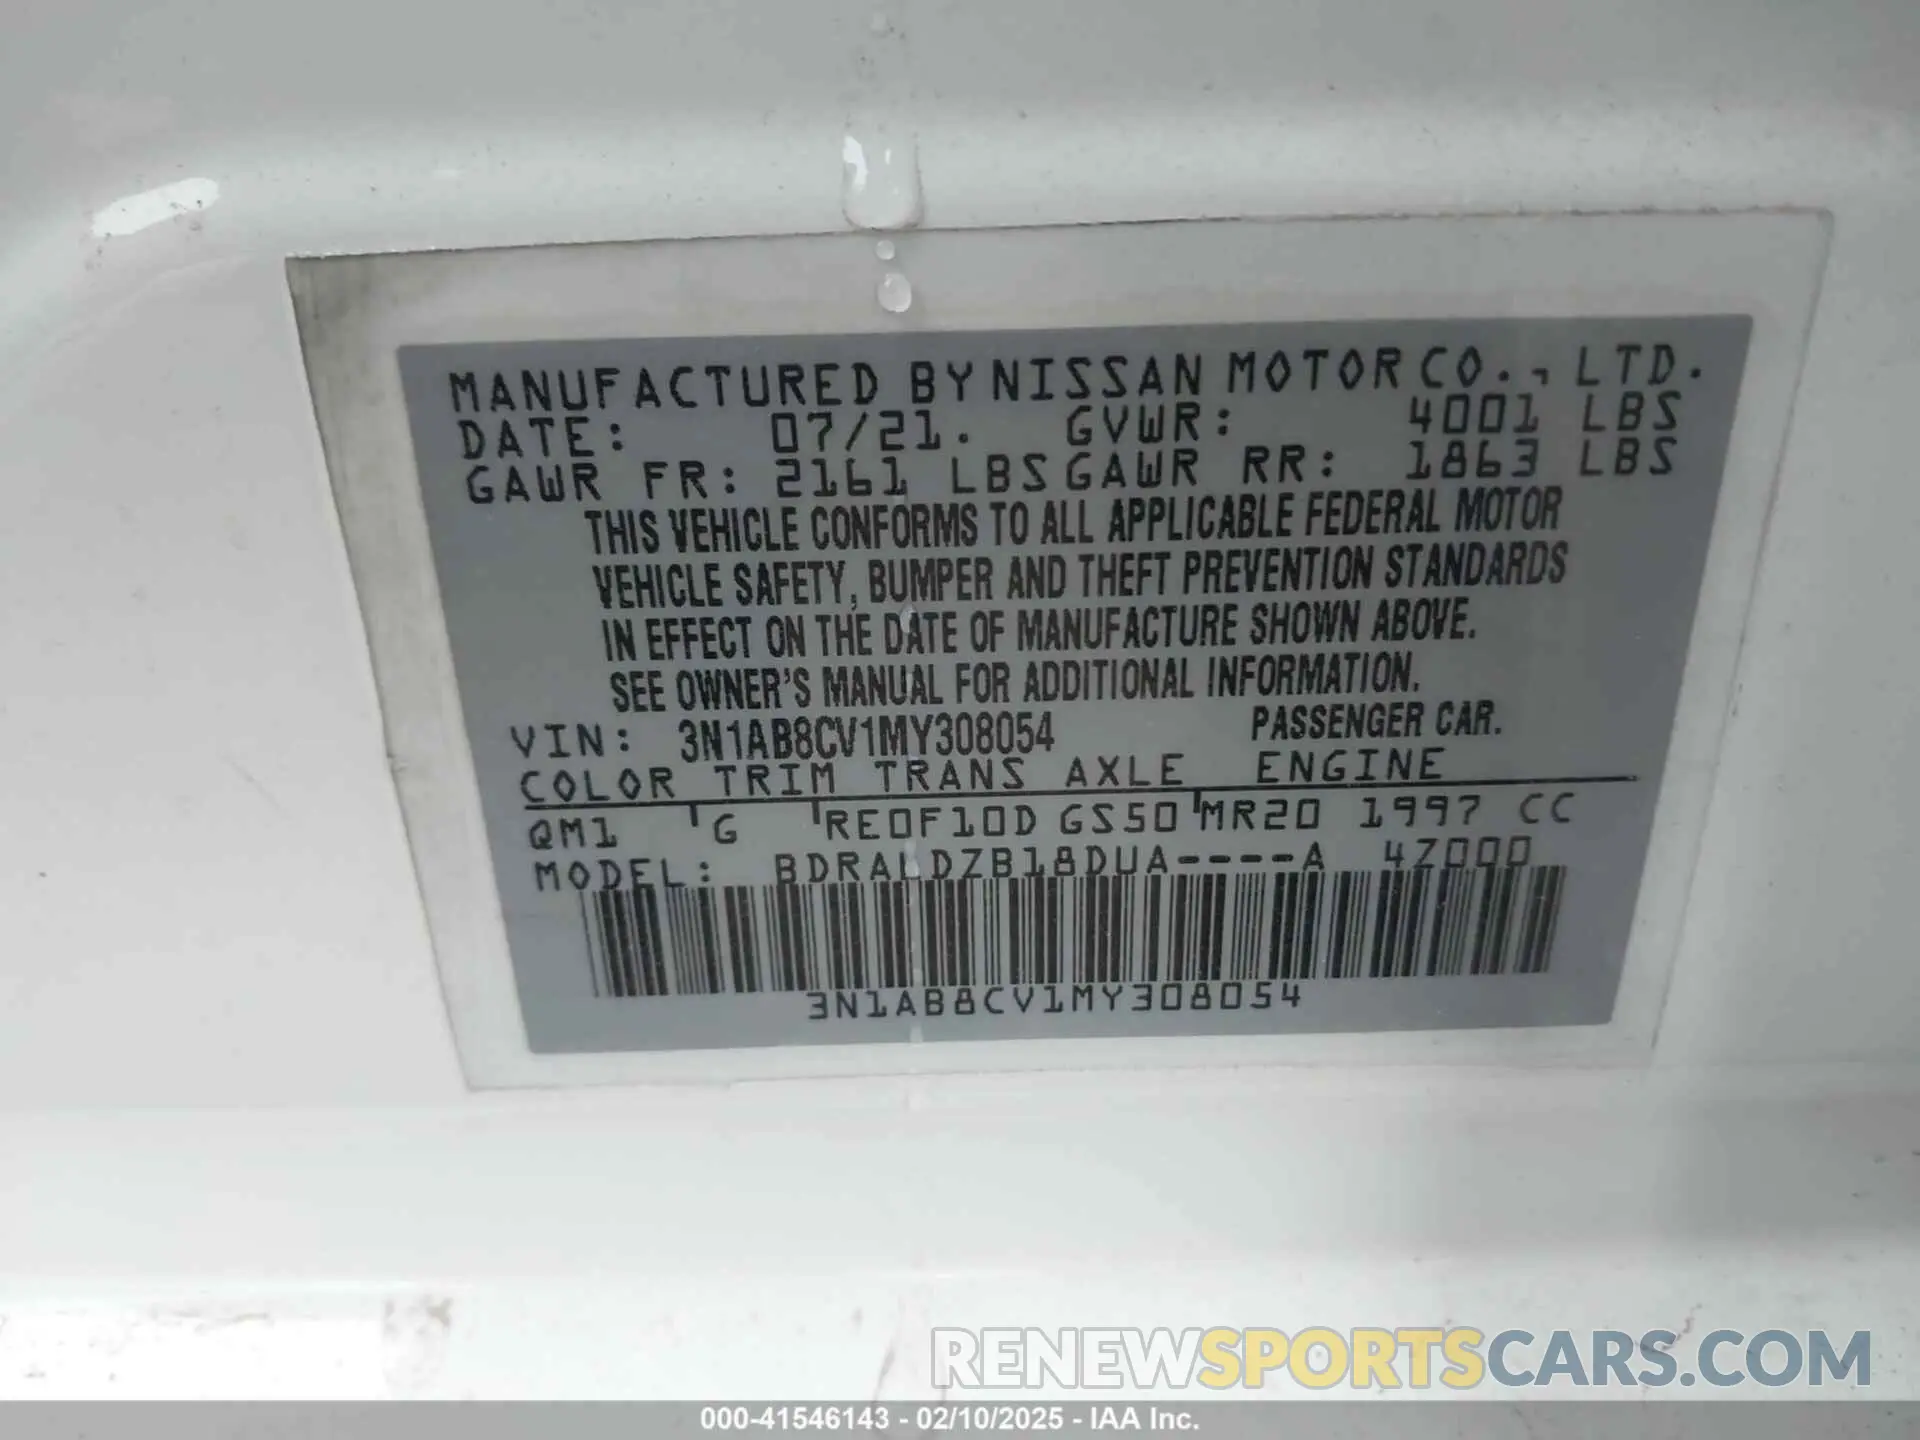 MANUFACTURED BY NISSAN MOTOR CO., LTD.
DATE: 07/21. GVWR: 4001 LBS
GAWR FR: 2161 LBS GAWR RR: 1863 LBS
THIS VEHICLE CONFORMS TO ALL APPLICABLE FEDERAL MOTOR
VEHICLE SAFETY, BUMPER AND THEFT PREVENTION STANDARDS
IN EFFECT ON THE DATE OF MANUFACTURE SHOWN ABOVE.
SEE OWNER'S MANUAL FOR ADDITIONAL INFORMATION.
VIN: 3N1AB8CV1MY308054 PASSENGER CAR.
COLOR TRIM TRANS AXLE ENGINE
QM1 G RE0F10D GS50 MR20 1997 CC
MODEL: BDRALDZB18DUA----A 4Z000
3N1AB8CV1MY308054
RENEWSPORTSCARS.COM
000-41546143 - 02/10/2025 - IAA Inc.